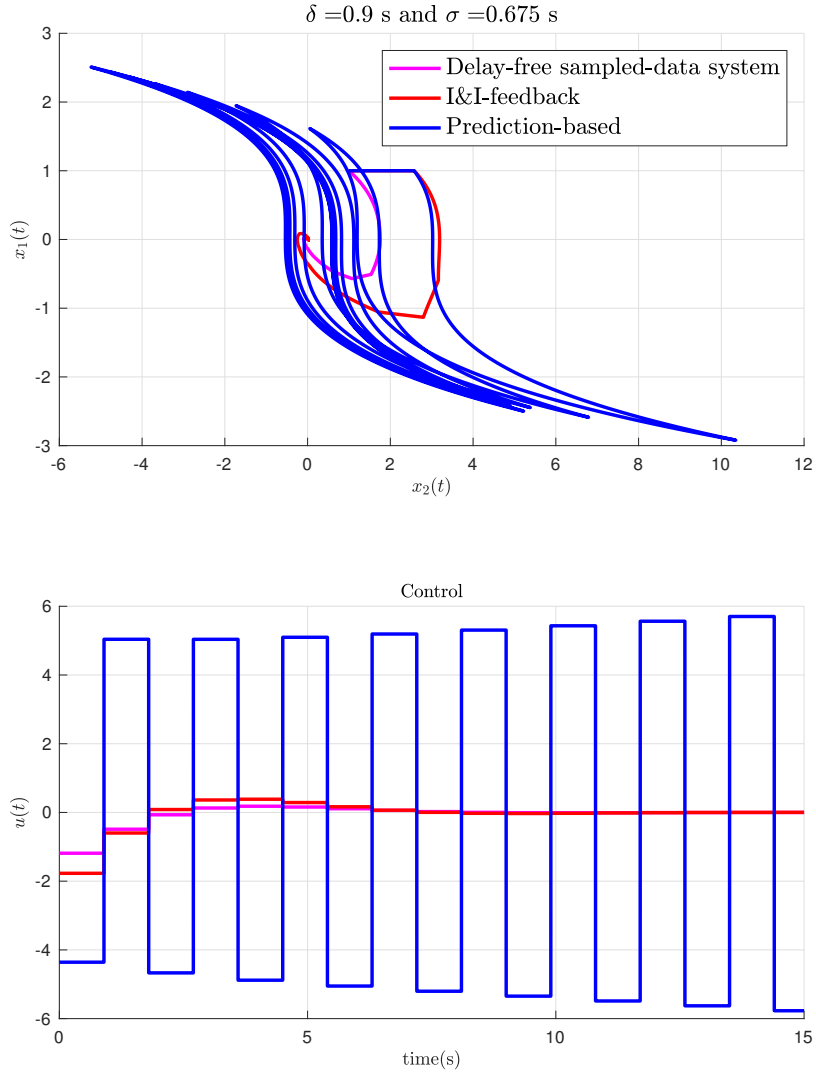 δ =0.9 s and σ =0.675 s
3
2
1
0
-1
-2
-3
x₁(t)
Delay-free sampled-data system
I&I-feedback
Prediction-based
-6 -4 -2 0 2 4 6 8 10 12
x₂(t)
Control
6
4
2
0
-2
-4
-6
u(t)
0 5 10 15
time(s)